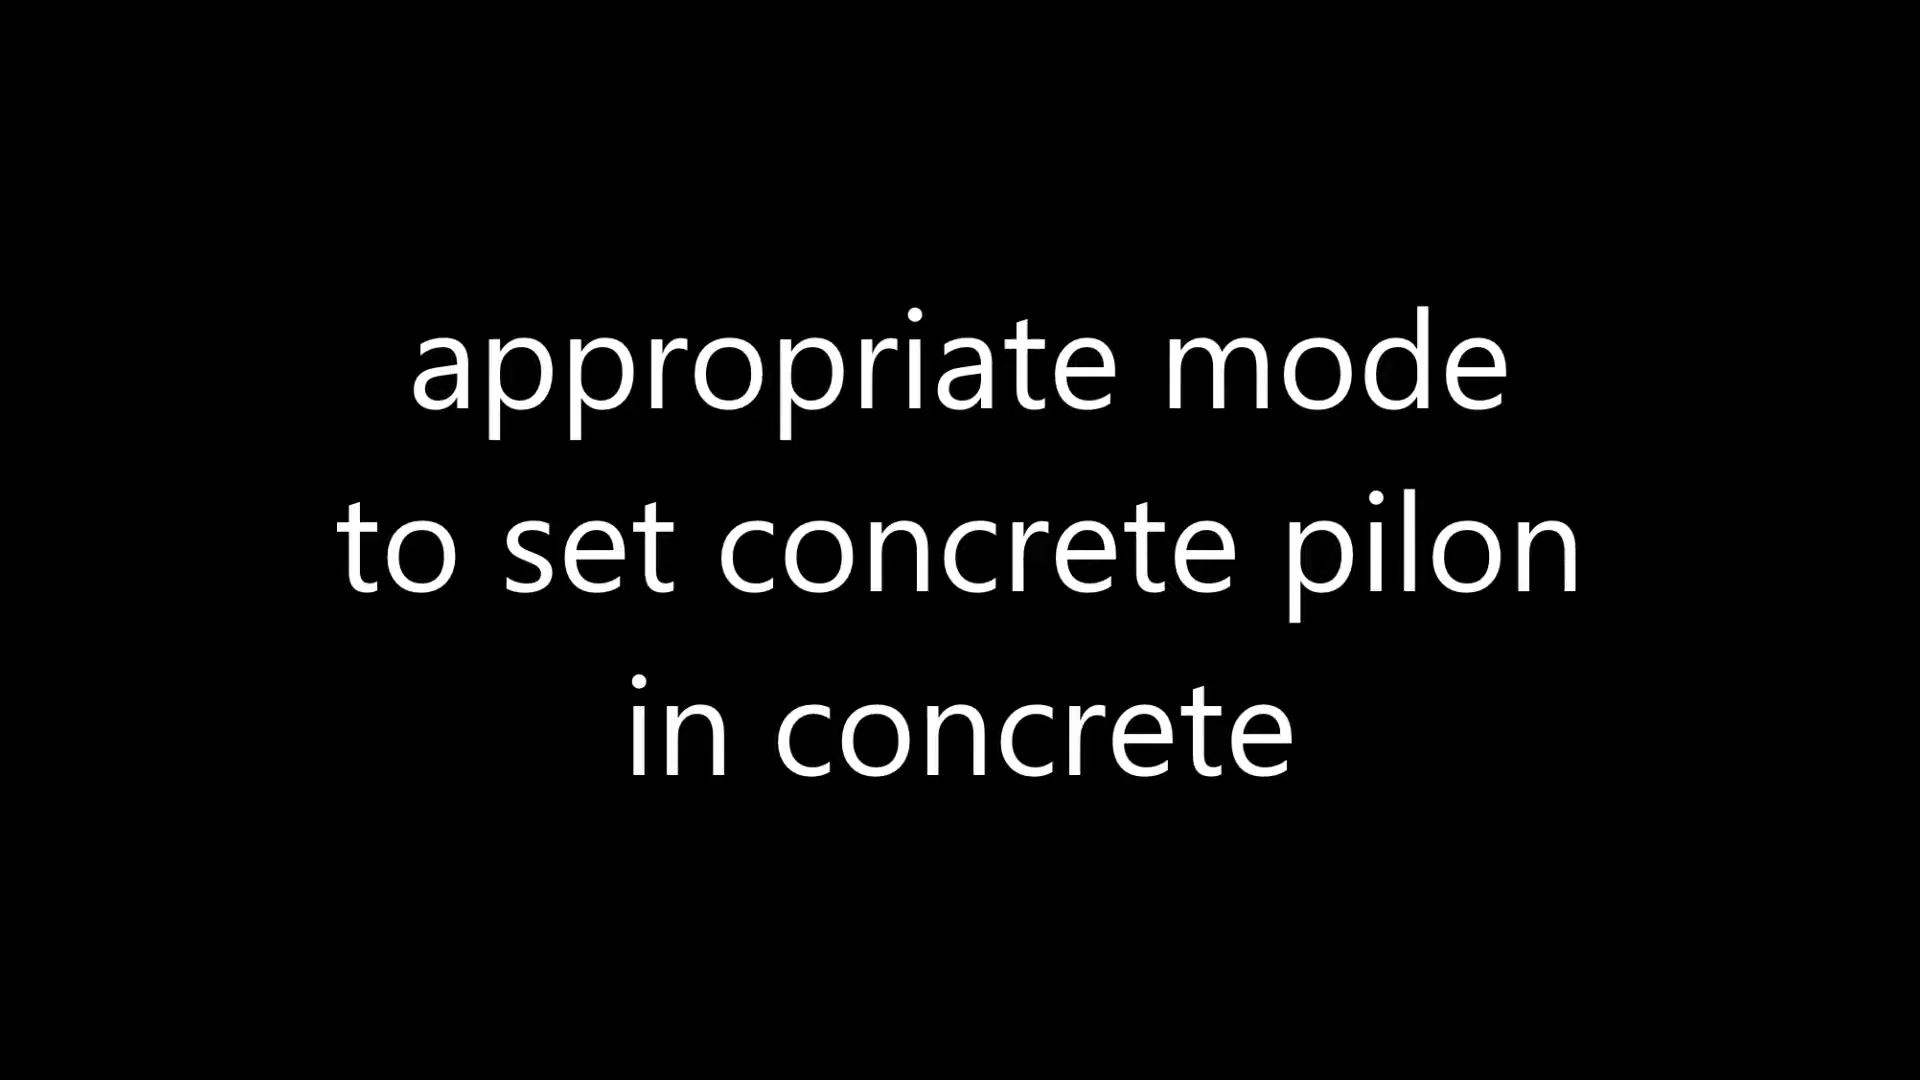 appropriate mode
to set concrete pilon
in concrete